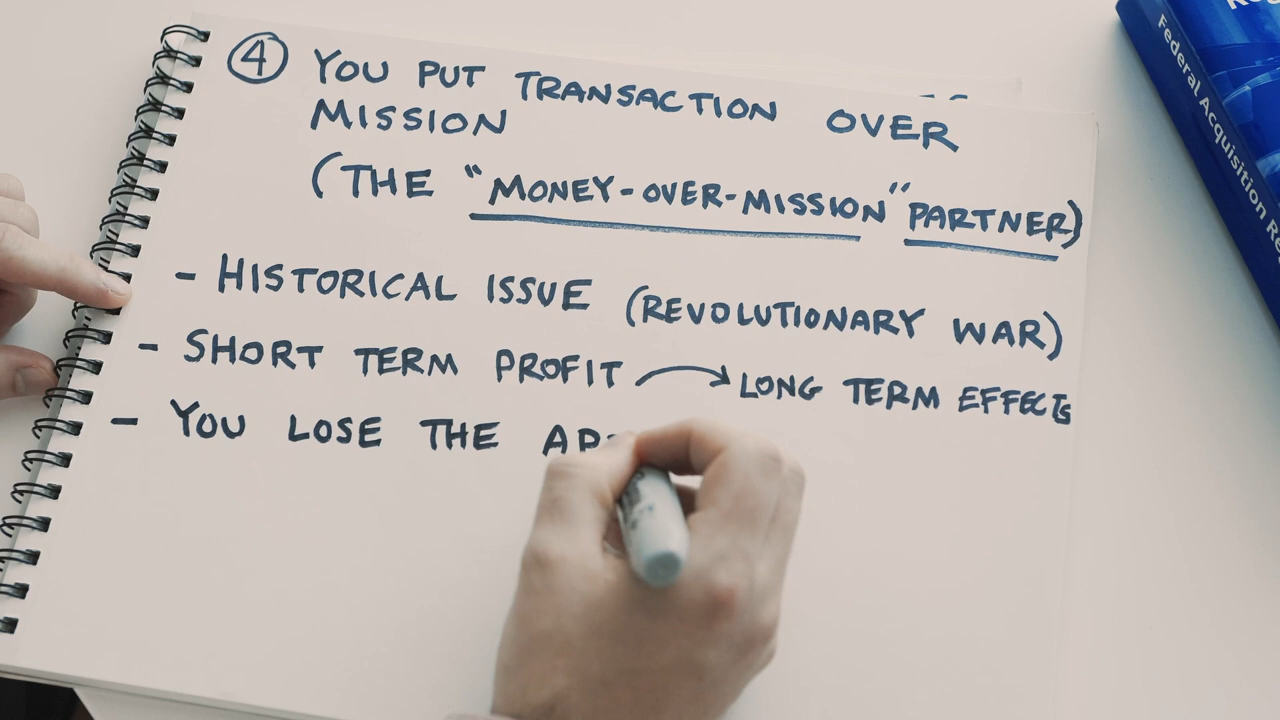 ④ YOU PUT TRANSACTION OVER
MISSION
(THE "MONEY-OVER-MISSION" PARTNER)
- HISTORICAL ISSUE (REVOLUTIONARY WAR)
- SHORT TERM PROFIT → LONG TERM EFFECTS
- YOU LOSE THE
Federal Acquisition